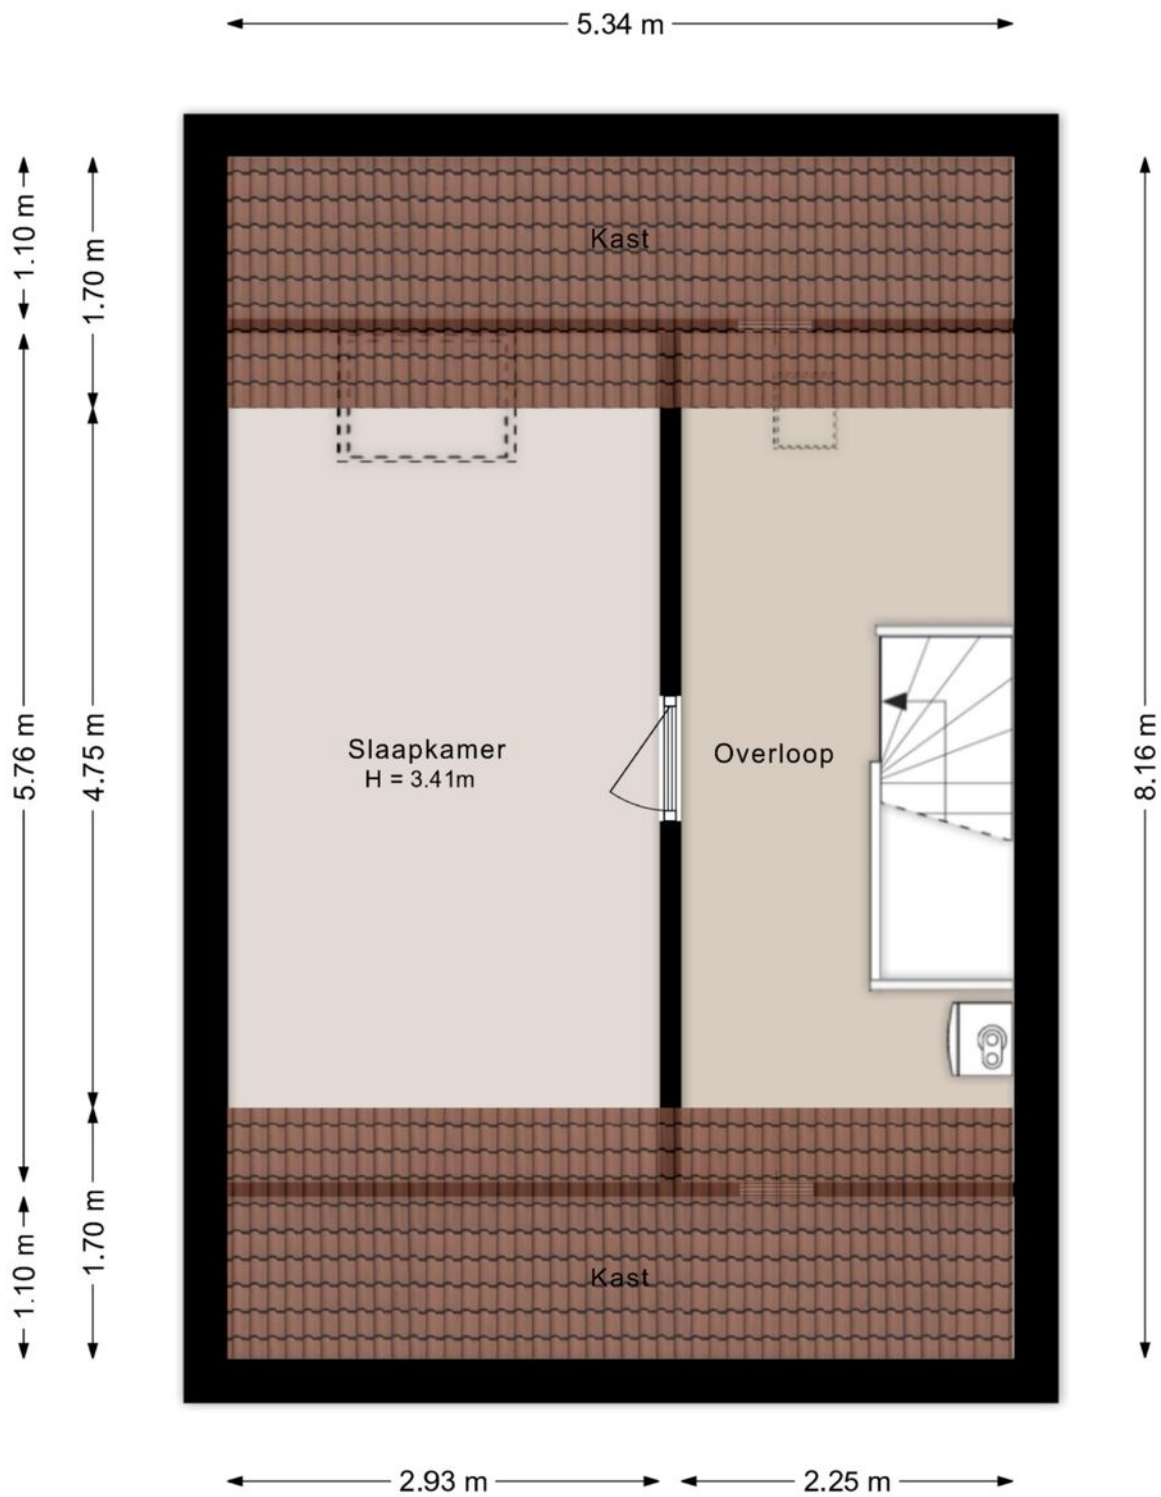 5.34 m
1.10 m
1.70 m
Kast
5.76 m
4.75 m
Slaapkamer
H = 3.41m
Overloop
8.16 m
1.10 m
1.70 m
Kast
2.93 m
2.25 m